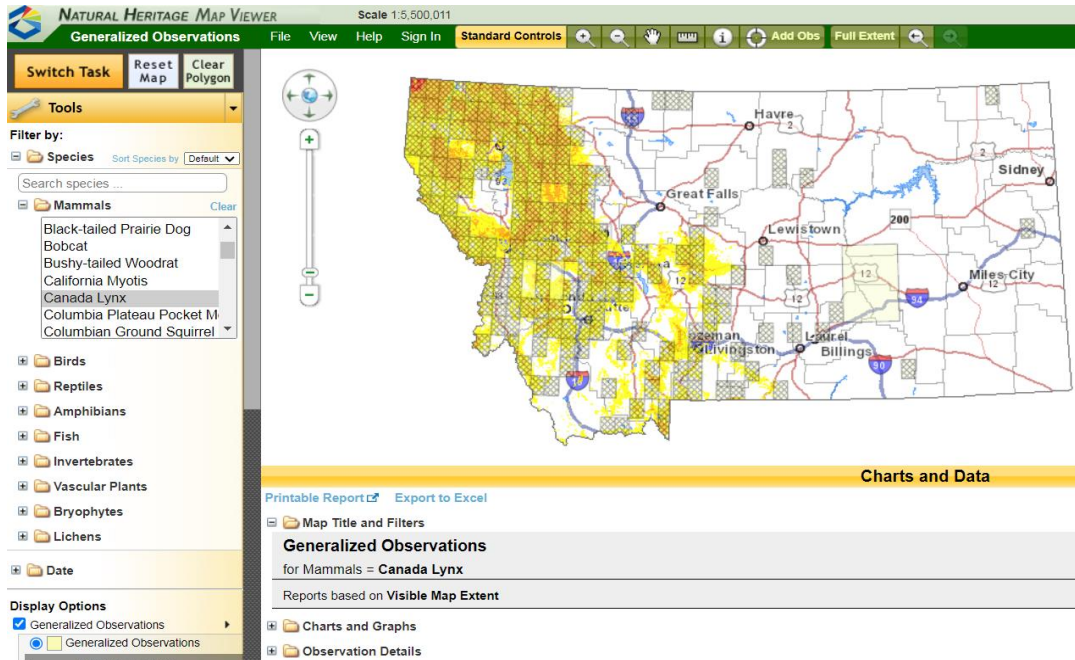 NATURAL HERITAGE MAP VIEWER
Scale 1:5,500,011
Generalized Observations
File View Help Sign In Standard Controls Add Obs Full Extent
Switch Task
Reset Map
Clear Polygon
Tools
Filter by:
Species Sort Species by Default
Search species ...
Mammals Clear
Black-tailed Prairie Dog
Bobcat
Bushy-tailed Woodrat
California Myotis
Canada Lynx
Columbia Plateau Pocket M
Columbian Ground Squirrel
Birds
Reptiles
Amphibians
Fish
Invertebrates
Vascular Plants
Bryophytes
Lichens
Date
Display Options
Generalized Observations
Generalized Observations
Havre
2
2
Sidney
Great Falls
200
Lewistown
12
Miles City
12
94
12
12
Livingston
Laurel
Billings
90
Charts and Data
Printable Report Export to Excel
Map Title and Filters
Generalized Observations
for Mammals = Canada Lynx
Reports based on Visible Map Extent
Charts and Graphs
Observation Details